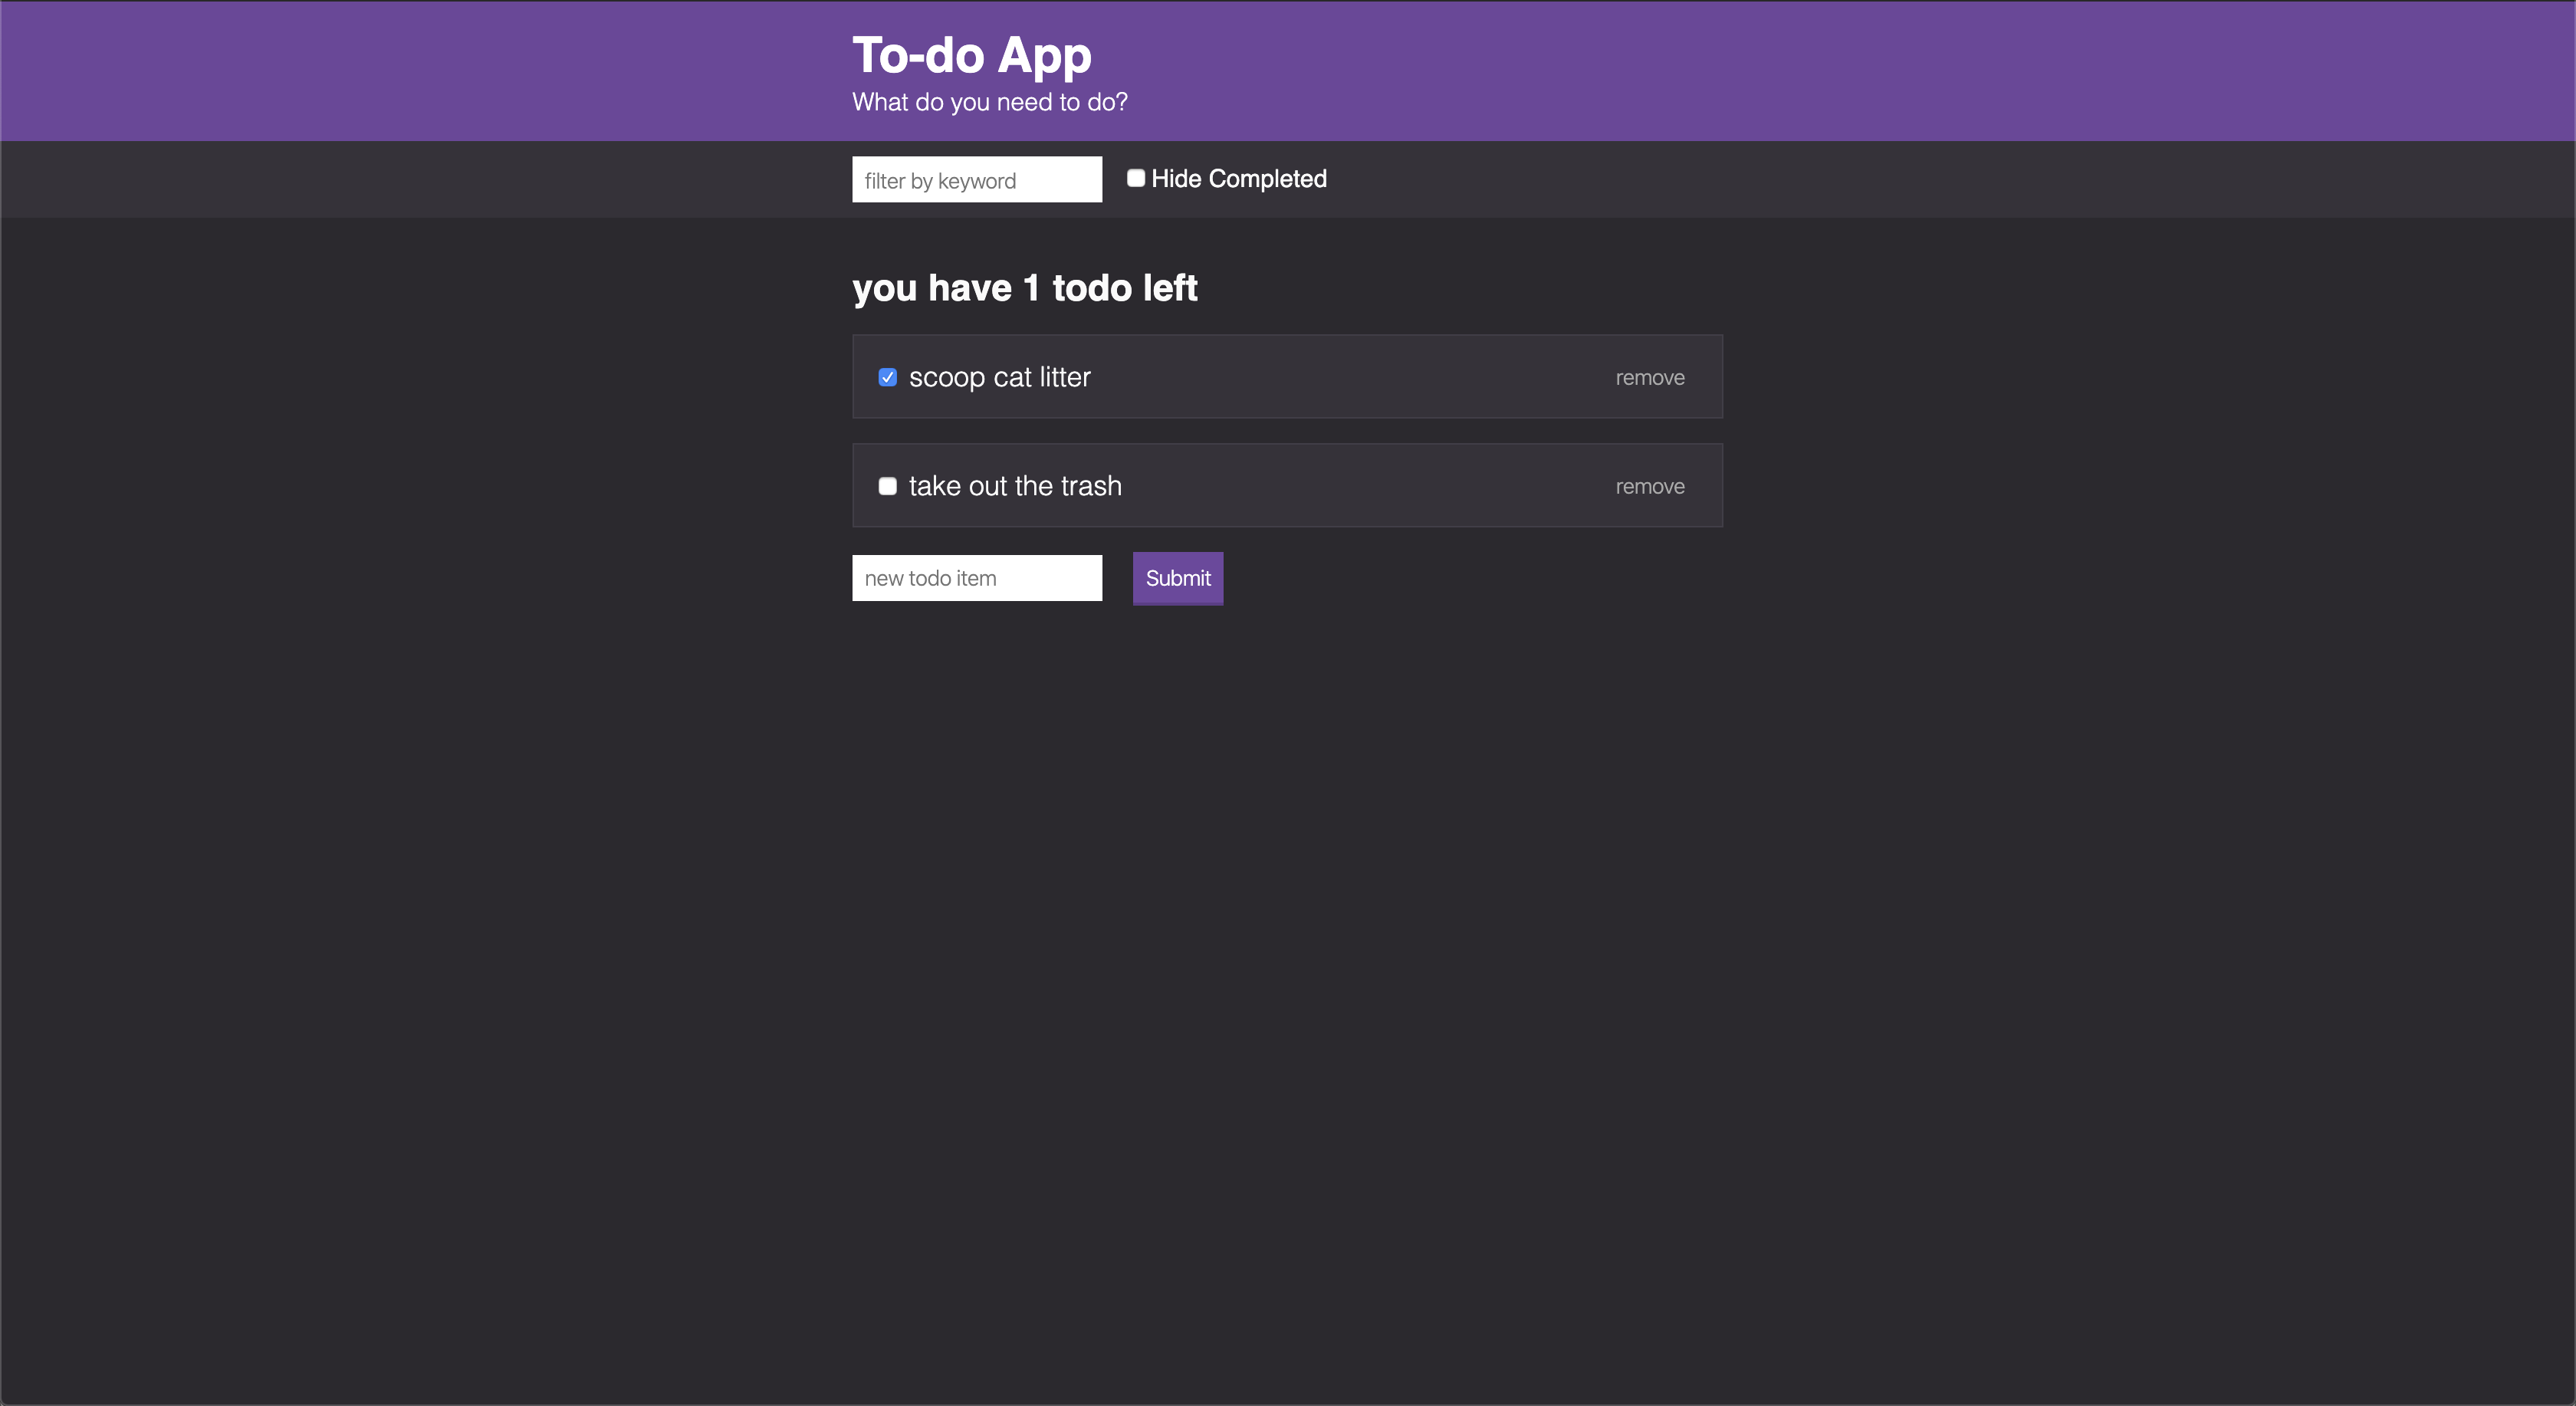 To-do App
What do you need to do?
filter by keyword Hide Completed
you have 1 todo left
scoop cat litter remove
take out the trash remove
new todo item Submit